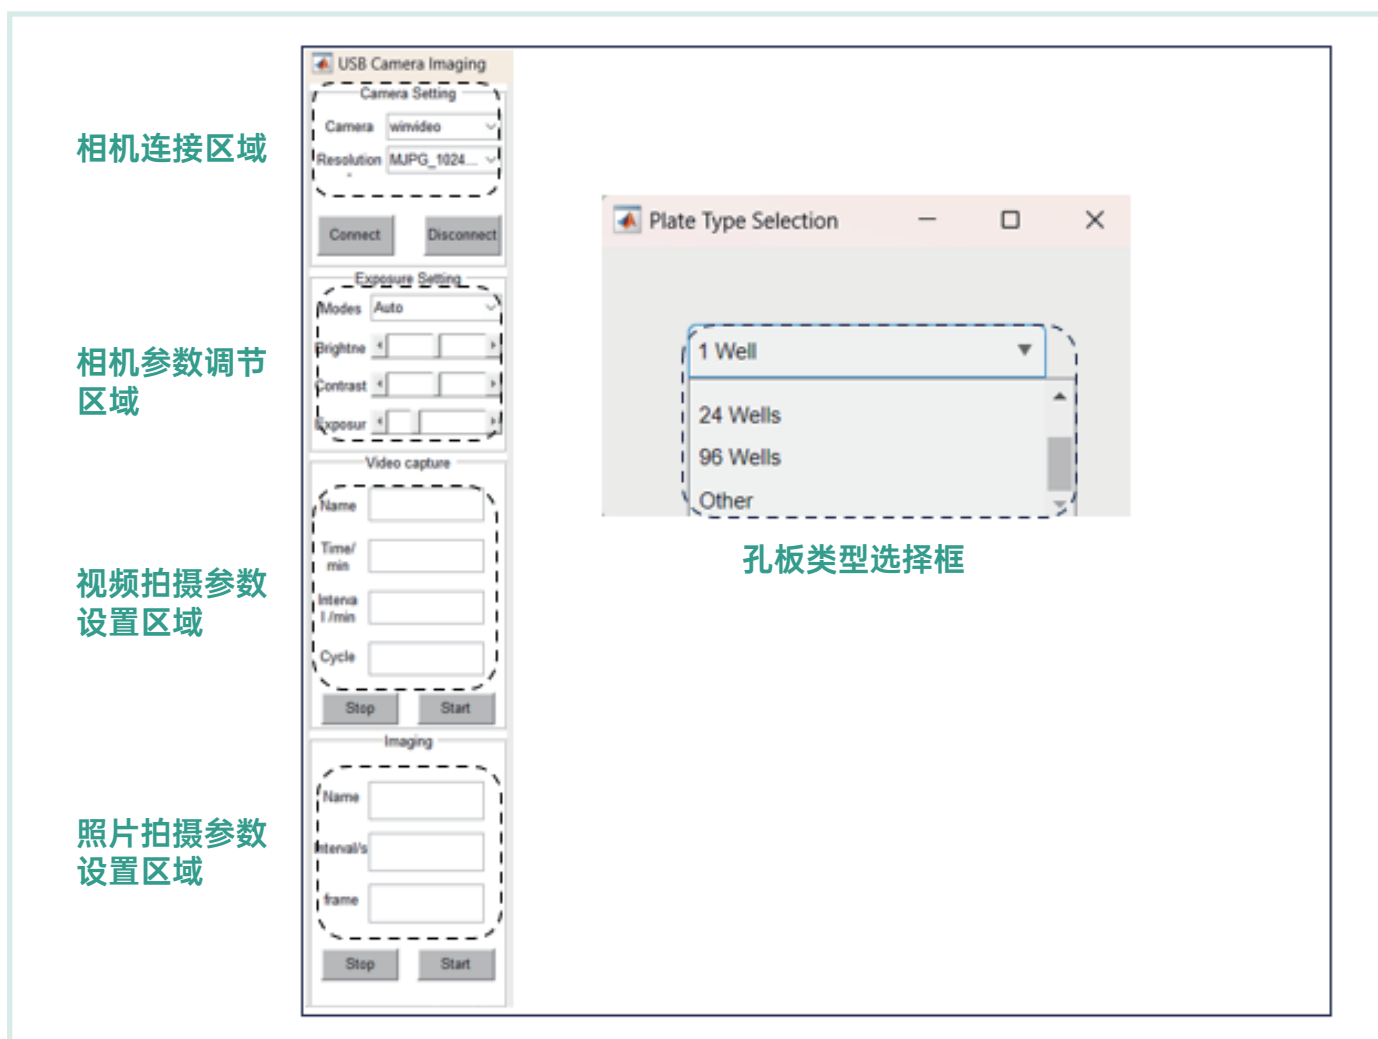 USB Camera Imaging
Camera Setting
Camera winvideo
Resolution MJPG_1024...
Connect Disconnect
Exposure Setting
Modes Auto
Brightne
Contrast
Exposur
Video capture
Name
Time/
min
Interva
l /min
Cycle
Stop Start
Imaging
Name
Interval/s
frame
Stop Start
相机连接区域
相机参数调节
区域
视频拍摄参数
设置区域
照片拍摄参数
设置区域
Plate Type Selection
1 Well
24 Wells
96 Wells
Other
孔板类型选择框